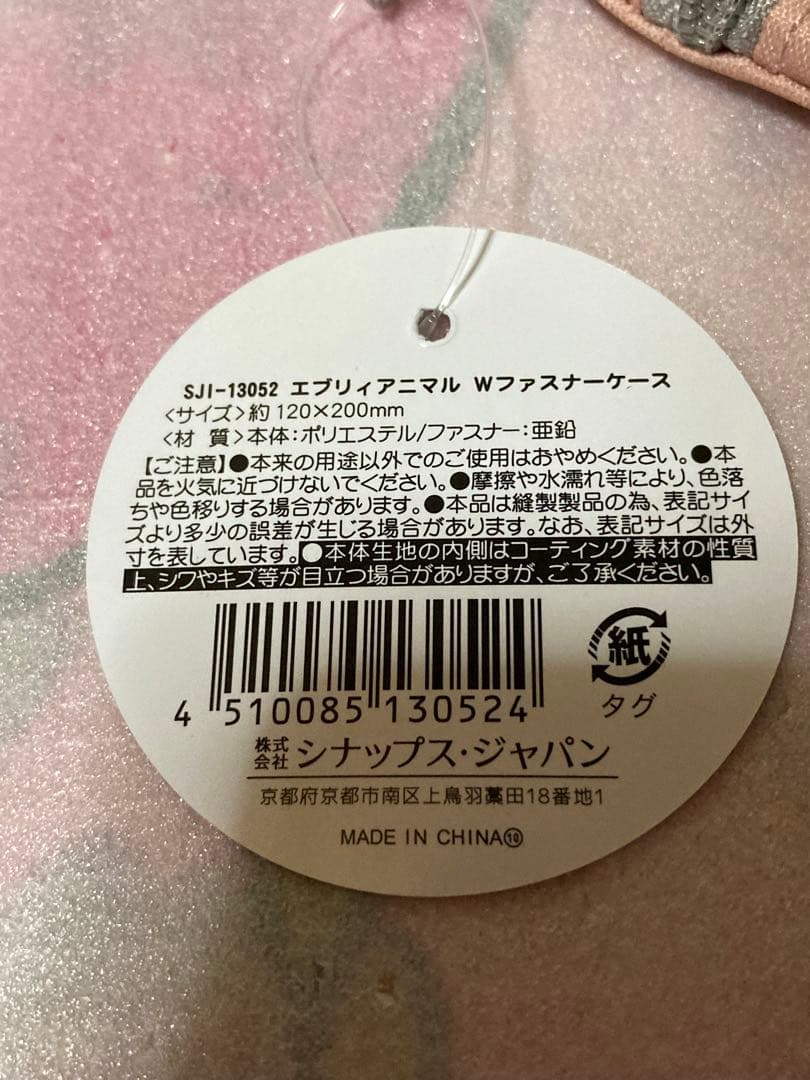 SJI-13052 エブリィアニマル Wファスナーケース
<サイズ>約120×200mm
<材 質>本体:ポリエステル/ファスナー:亜鉛
【ご注意】●本来の用途以外でのご使用はおやめください。●本
品を火気に近づけないでください。●摩擦や水濡れ等により、色落
ちや色移りする場合があります。●本品は縫製製品の為、表記サイ
ズより多少の誤差が生じる場合があります。なお、表記サイズは外
寸を表しています。●本体生地の内側はコーティング素材の性質
上、シワやキズ等が目立つ場合がありますが、ご了承ください。
紙
タグ
4 510085 130524
株式会社 シナップス・ジャパン
京都府京都市南区上鳥羽藁田18番地1
MADE IN CHINA⑩